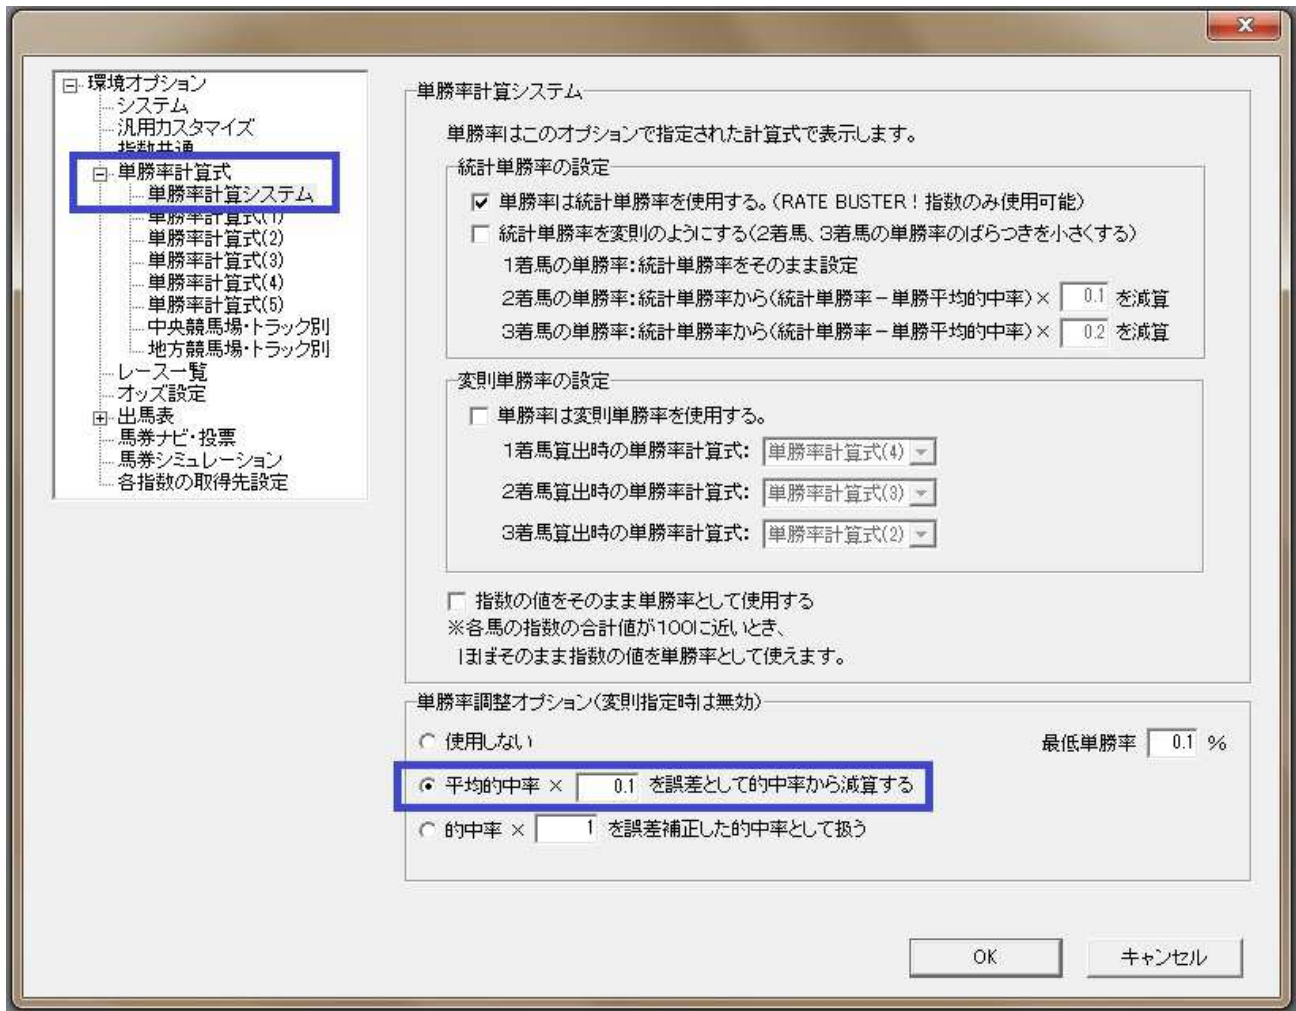 環境オプション
システム
汎用カスタマイズ
指数共通
単勝率計算式
単勝率計算システム
単勝率計算式(1)
単勝率計算式(2)
単勝率計算式(3)
単勝率計算式(4)
単勝率計算式(5)
中央競馬場・トラック別
地方競馬場・トラック別
レース一覧
オッズ設定
出馬表
馬券ナビ・投票
馬券シミュレーション
各指数の取得先設定
単勝率計算システム
単勝率はこのオプションで指定された計算式で表示します。
統計単勝率の設定
単勝率は統計単勝率を使用する。(RATE BUSTER！指数のみ使用可能)
統計単勝率を変則のようにする(2着馬、3着馬の単勝率のばらつきを小さくする)
1着馬の単勝率：統計単勝率をそのまま設定
2着馬の単勝率：統計単勝率から(統計単勝率－単勝平均的中率)× 0.1 を減算
3着馬の単勝率：統計単勝率から(統計単勝率－単勝平均的中率)× 0.2 を減算
変則単勝率の設定
単勝率は変則単勝率を使用する。
1着馬算出時の単勝率計算式： 単勝率計算式(4)
2着馬算出時の単勝率計算式： 単勝率計算式(3)
3着馬算出時の単勝率計算式： 単勝率計算式(2)
指数の値をそのまま単勝率として使用する
※各馬の指数の合計値が100に近いとき、
ほぼそのまま指数の値を単勝率として使えます。
単勝率調整オプション(変則指定時は無効)
使用しない
最低単勝率 0.1 %
平均的中率 × 0.1 を誤差として的中率から減算する
的中率 × 1 を誤差補正した的中率として扱う
OK
キャンセル